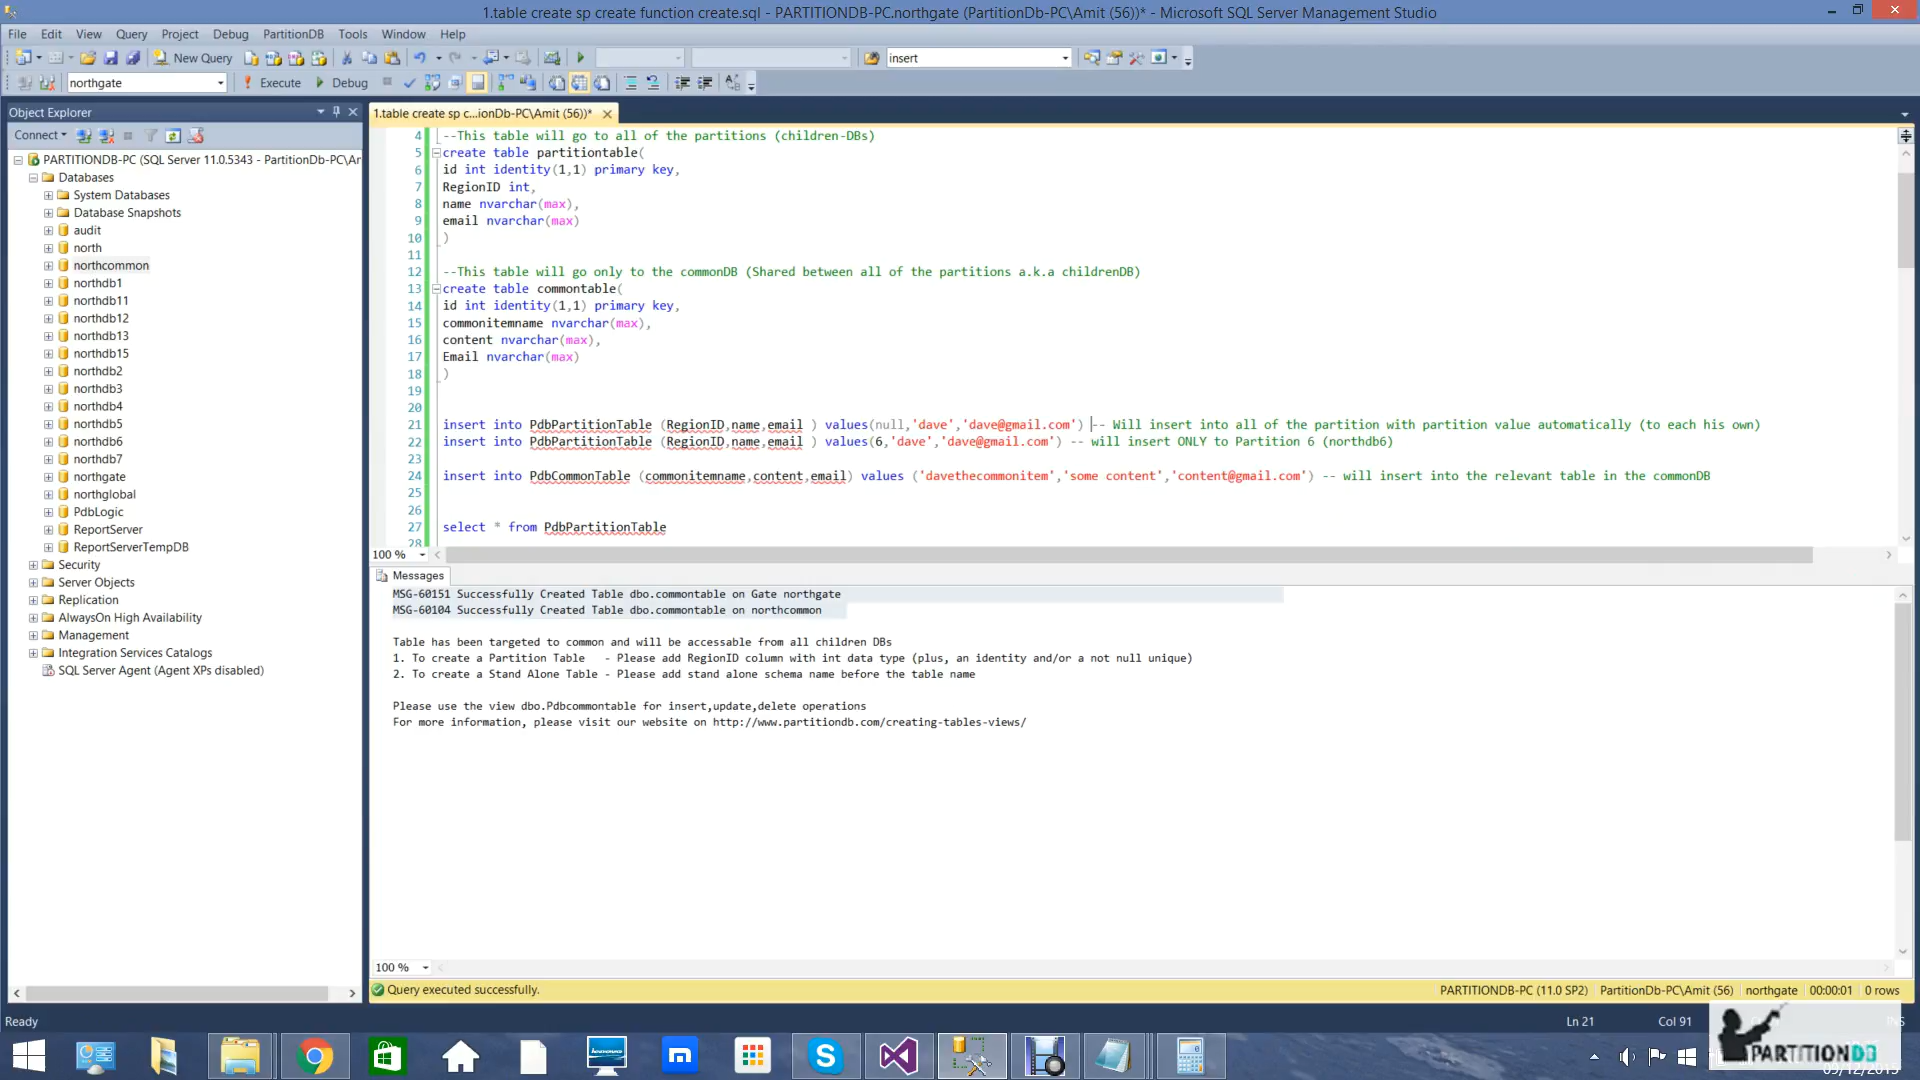 1.table create sp create function create.sql - PARTITIONDB-PC.northgate (PartitionDb-PC\Amit (56))* - Microsoft SQL Server Management Studio
File Edit View Query Project Debug PartitionDB Tools Window Help
New Query insert
northgate Execute Debug
Object Explorer
Connect
PARTITIONDB-PC (SQL Server 11.0.5343 - PartitionDb-PC\An
Databases
System Databases
Database Snapshots
audit
north
northcommon
northdb1
northdb11
northdb12
northdb13
northdb15
northdb2
northdb3
northdb4
northdb5
northdb6
northdb7
northgate
northglobal
PdbLogic
ReportServer
ReportServerTempDB
Security
Server Objects
Replication
AlwaysOn High Availability
Management
Integration Services Catalogs
SQL Server Agent (Agent XPs disabled)
1.table create sp c...ionDb-PC\Amit (56))*
4 --This table will go to all of the partitions (children-DBs)
5 create table partitiontable(
6 id int identity(1,1) primary key,
7 RegionID int,
8 name nvarchar(max),
9 email nvarchar(max)
10 )
11
12 --This table will go only to the commonDB (Shared between all of the partitions a.k.a childrenDB)
13 create table commontable(
14 id int identity(1,1) primary key,
15 commonitemname nvarchar(max),
16 content nvarchar(max),
17 Email nvarchar(max)
18 )
19
20
21 insert into PdbPartitionTable (RegionID,name,email ) values(null,'dave','dave@gmail.com') -- Will insert into all of the partition with partition value automatically (to each his own)
22 insert into PdbPartitionTable (RegionID,name,email ) values(6,'dave','dave@gmail.com') -- will insert ONLY to Partition 6 (northdb6)
23
24 insert into PdbCommonTable (commonitemname,content,email) values ('davethecommonitem','some content','content@gmail.com') -- will insert into the relevant table in the commonDB
25
26
27 select * from PdbPartitionTable
28
100 %
Messages
MSG-60151 Successfully Created Table dbo.commontable on Gate northgate
MSG-60104 Successfully Created Table dbo.commontable on northcommon
Table has been targeted to common and will be accessable from all children DBs
1. To create a Partition Table - Please add RegionID column with int data type (plus, an identity and/or a not null unique)
2. To create a Stand Alone Table - Please add stand alone schema name before the table name
Please use the view dbo.Pdbcommontable for insert,update,delete operations
For more information, please visit our website on http://www.partitiondb.com/creating-tables-views/
100 %
Query executed successfully. PARTITIONDB-PC (11.0 SP2) PartitionDb-PC\Amit (56) northgate 00:00:01 0 rows
Ready Ln 21 Col 91
PARTITIONDB